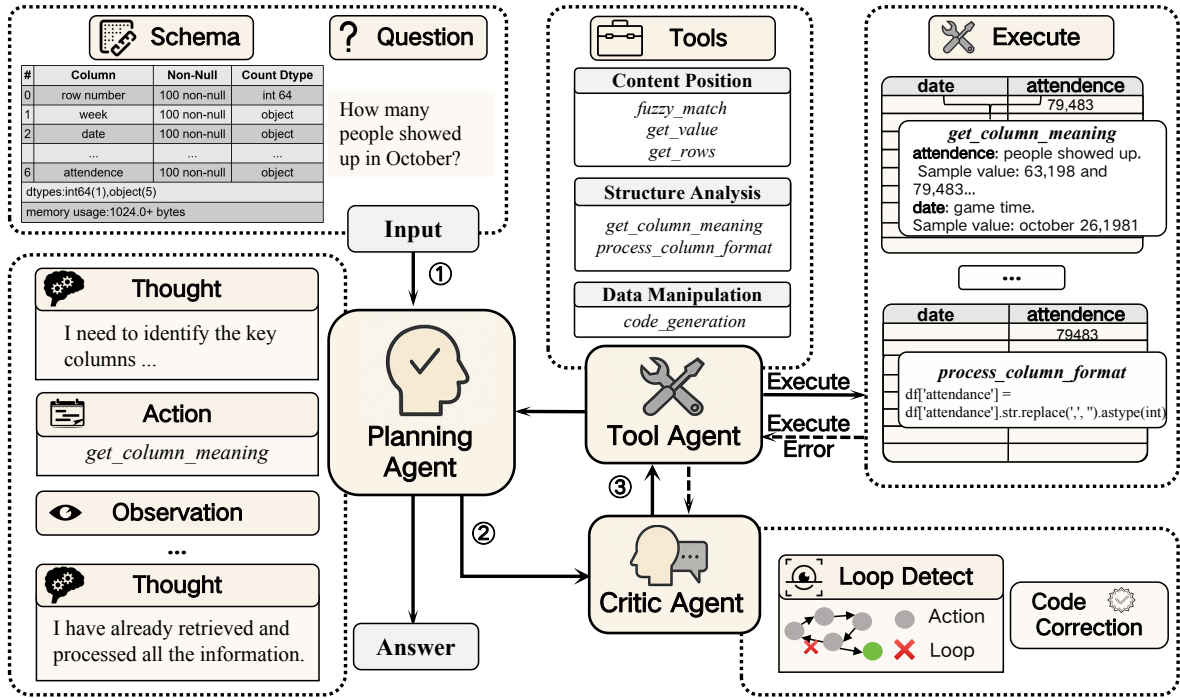 Schema
# Column Non-Null Count Dtype
0 row number 100 non-null int 64
1 week 100 non-null object
2 date 100 non-null object
... ... ...
6 attendence 100 non-null object
dtypes:int64(1),object(5)
memory usage:1024.0+ bytes
? Question
How many
people showed
up in October?
Input
①
Tools
Content Position
fuzzy_match
get_value
get_rows
Structure Analysis
get_column_meaning
process_column_format
Data Manipulation
code_generation
Execute
date attendence
79,483
get_column_meaning
attendence: people showed up.
Sample value: 63,198 and
79,483...
date: game time.
Sample value: october 26,1981
...
date attendence
79483
process_column_format
df['attendance'] =
df['attendance'].str.replace(',', '').astype(int)
Thought
I need to identify the key
columns ...
Action
get_column_meaning
Observation
...
Thought
I have already retrieved and
processed all the information.
Planning
Agent
Tool Agent
Execute
Execute
Error
②
③
Critic Agent
Answer
Loop Detect
Action
Loop
Code
Correction